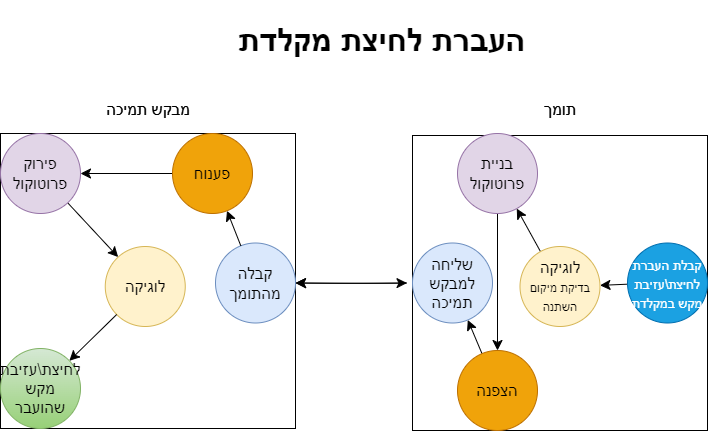 העברת לחיצת מקלדת
תומך
מבקש תמיכה
קבלת העברת
לחיצת\עזיבת
מקש במקלדת
לוגיקה
בדיקת מיקום
השתנה
בניית
פרוטוקול
הצפנה
שליחה
למבקש
תמיכה
קבלה
מהתומך
פענוח
פירוק
פרוטוקול
לוגיקה
לחיצת\עזיבת
מקש
שהועבר